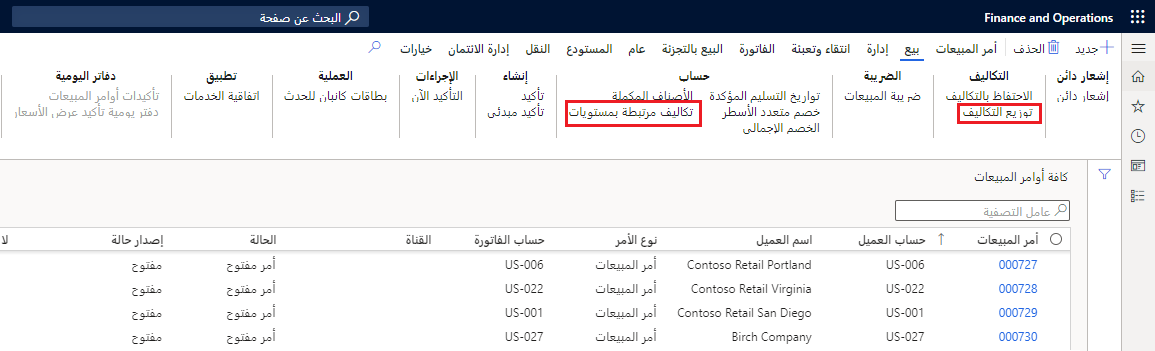 Finance and Operations
البحث عن صفحة
جديد
الحذف
أمر المبيعات
بيع
إدارة
انتقاء وتعبئة
الفاتورة
البيع بالتجزئة
عام
المستودع
النقل
إدارة الائتمان
خيارات
إشعار دائن
إشعار دائن
التكاليف
الاحتفاظ بالتكاليف
توزيع التكاليف
الضريبة
ضريبة المبيعات
حساب
تواريخ التسليم المؤكدة
خصم متعدد الأسطر
الخصم الإجمالي
الأصناف المكملة
تكاليف مرتبطة بمستويات
إنشاء
تأكيد
تأكيد مبدئي
الإجراءات
التأكيد الآن
العملية
بطاقات كانبان للحدث
تطبيق
اتفاقية الخدمات
دفاتر اليومية
تأكيدات أوامر المبيعات
دفتر يومية تأكيد عرض الأسعار
كافة أوامر المبيعات
عامل التصفية
أمر المبيعات ↑ حساب العميل اسم العميل نوع الأمر حساب الفاتورة القناة الحالة إصدار حالة لا
000727 US-006 Contoso Retail Portland أمر المبيعات US-006 أمر مفتوح مفتوح
000728 US-022 Contoso Retail Virginia أمر المبيعات US-022 أمر مفتوح مفتوح
000729 US-001 Contoso Retail San Diego أمر المبيعات US-001 أمر مفتوح مفتوح
000730 US-027 Birch Company أمر المبيعات US-027 أمر مفتوح مفتوح